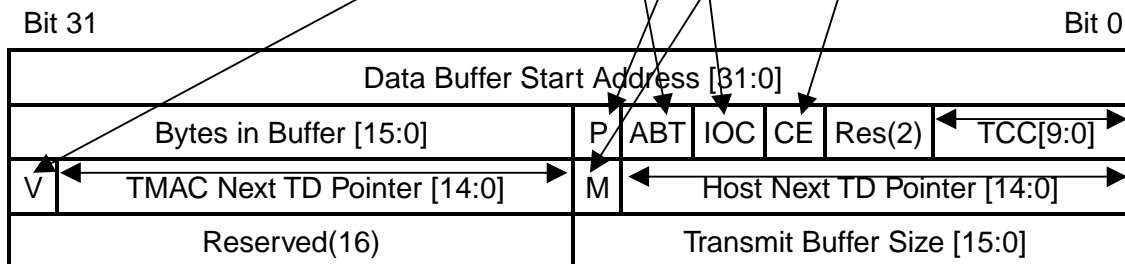 Bit 31 Bit 0
Data Buffer Start Address [31:0]
Bytes in Buffer [15:0] P ABT IOC CE Res(2) TCC[9:0]
V TMAC Next TD Pointer [14:0] M Host Next TD Pointer [14:0]
Reserved(16) Transmit Buffer Size [15:0]